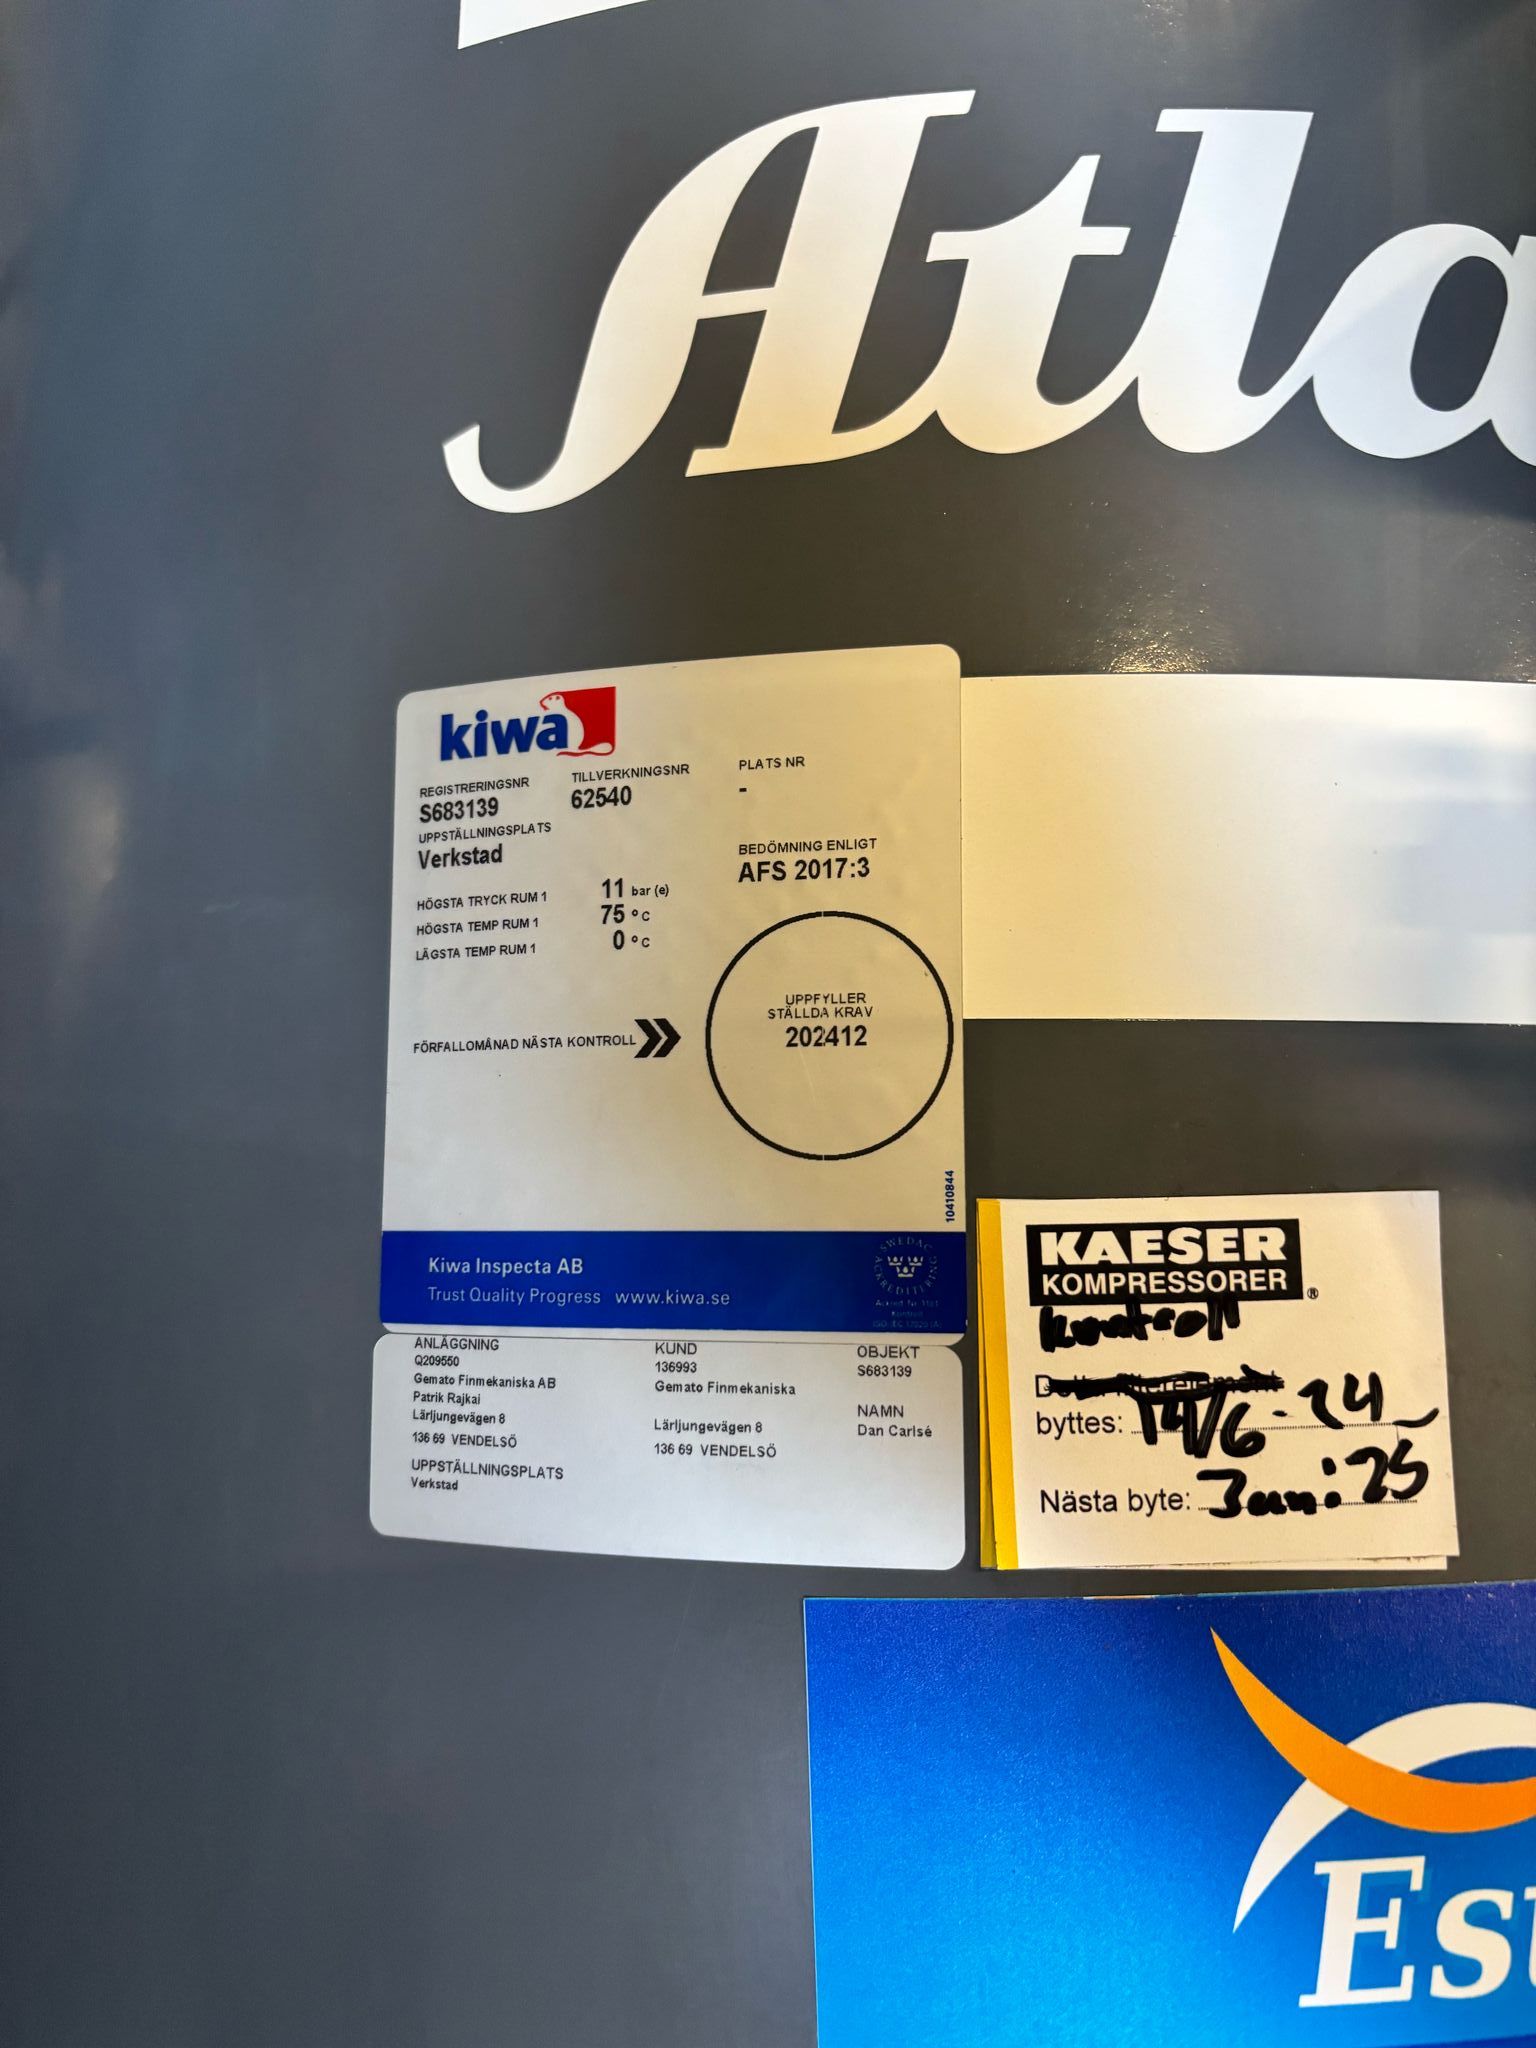 Atla
kiwa
REGISTRERINGSNR TILLVERKNINGSNR PLATS NR
S683139 62540 -
UPPSTÄLLNINGSPLATS
Verkstad
BEDÖMNING ENLIGT
AFS 2017:3
HÖGSTA TRYCK RUM 1 11 bar (e)
HÖGSTA TEMP RUM 1 75 °C
LÄGSTA TEMP RUM 1 0 °C
UPPFYLLER
STÄLLDA KRAV
202412
FÖRFALLOMÅNAD NÄSTA KONTROLL
10410844
Kiwa Inspecta AB
Trust Quality Progress www.kiwa.se
SWEDAC
ACKREDITERING
ANLÄGGNING
Q209550
Gemato Finmekaniska AB
Patrik Rajkai
Lärljungevägen 8
136 69 VENDELSÖ
UPPSTÄLLNINGSPLATS
Verkstad
KUND
136993
Gemato Finmekaniska
Lärljungevägen 8
136 69 VENDELSÖ
OBJEKT
S683139
NAMN
Dan Carlsé
KAESER
KOMPRESSORER ®
kontroll
byttes: 14/6-24
Nästa byte: Juni 25
Esu